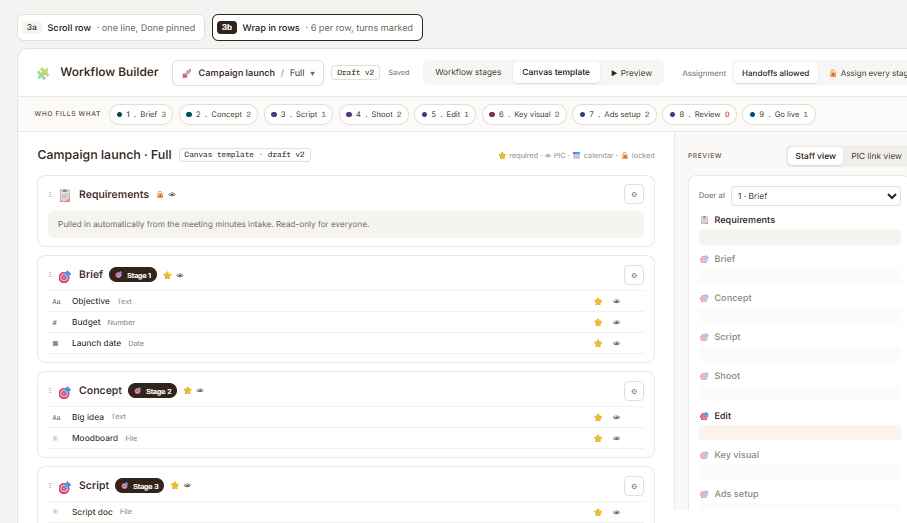 3a Scroll row · one line, Done pinned
3b Wrap in rows · 6 per row, turns marked
Workflow Builder
Campaign launch / Full
Draft v2
Saved
Workflow stages
Canvas template
Preview
Assignment
Handoffs allowed
Assign every stag
WHO FILLS WHAT
1 . Brief 3
2 . Concept 2
3 . Script 1
4 . Shoot 2
5 . Edit 1
6 . Key visual 2
7 . Ads setup 2
8 . Review 0
9 . Go live 1
Campaign launch · Full
Canvas template · draft v2
required · PIC · calendar · locked
Requirements
Pulled in automatically from the meeting minutes intake. Read-only for everyone.
Brief
Stage 1
Aa Objective Text
# Budget Number
Launch date Date
Concept
Stage 2
Aa Big idea Text
Moodboard File
Script
Stage 3
Script doc File
PREVIEW
Staff view
PIC link view
Doer at
1 - Brief
Requirements
Brief
Concept
Script
Shoot
Edit
Key visual
Ads setup